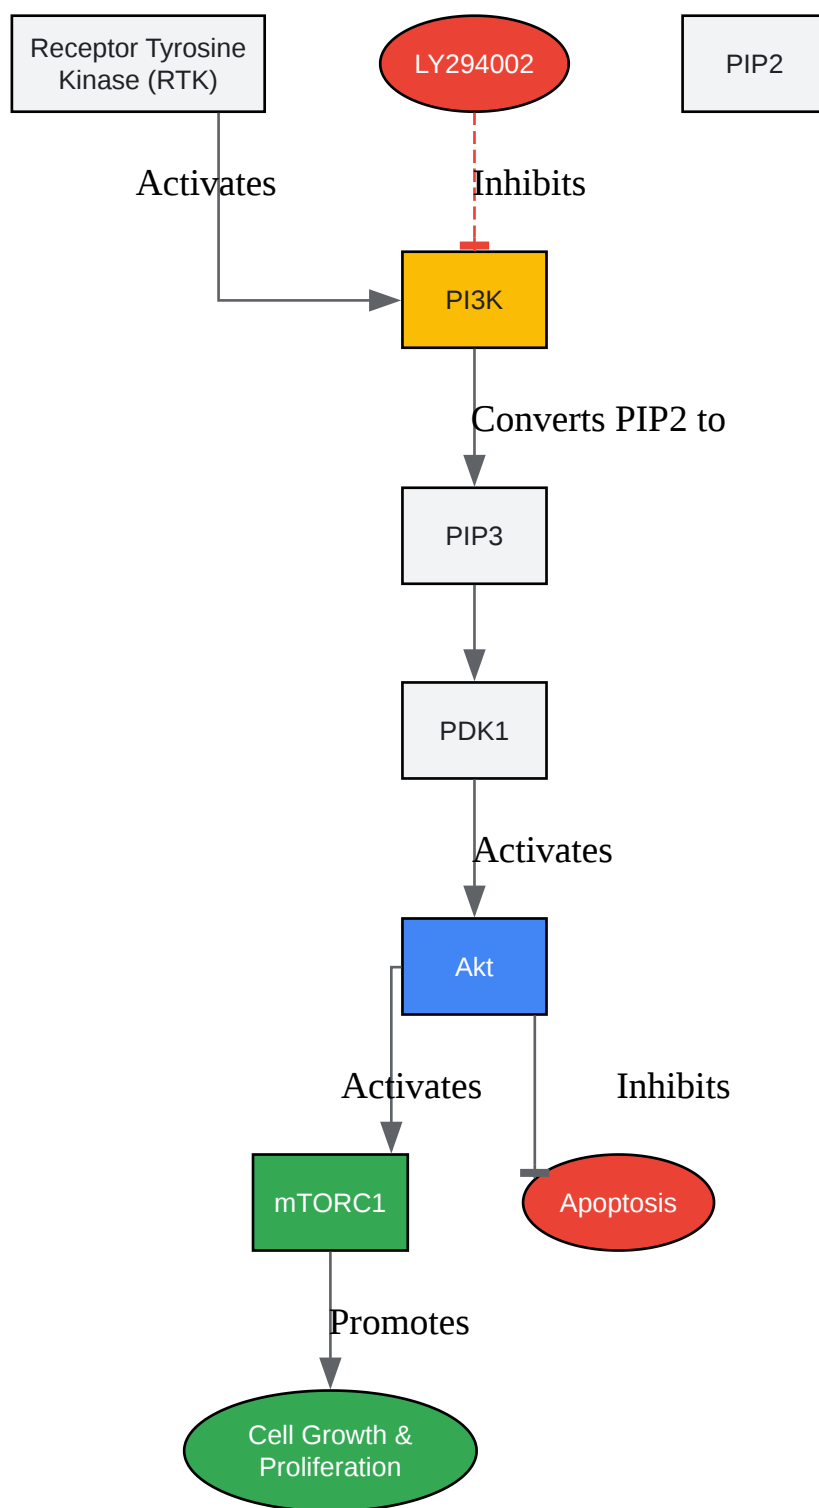 Receptor Tyrosine
Kinase (RTK)
LY294002
PIP2
Activates
Inhibits
PI3K
Converts PIP2 to
PIP3
PDK1
Activates
Akt
Activates
Inhibits
mTORC1
Apoptosis
Promotes
Cell Growth &
Proliferation